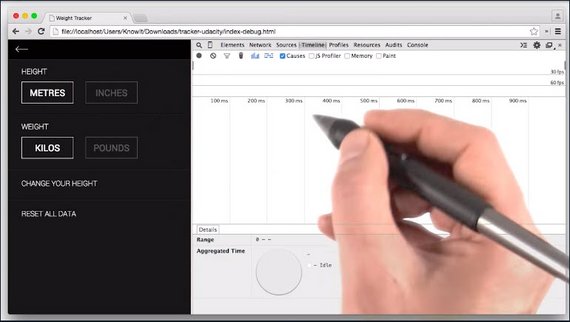 Weight Tracker
file://localhost/Users/KnowIt/Downloads/tracker-udacity/index-debug.html
Elements Network Sources Timeline Profiles Resources Audits Console
Causes JS Profiler Memory Paint
30 fps
60 fps
100 ms 200 ms 300 ms 400 ms 500 ms 600 ms 700 ms 800 ms 900 ms
HEIGHT
METRES INCHES
WEIGHT
KILOS POUNDS
CHANGE YOUR HEIGHT
RESET ALL DATA
Details
Range 0 – –
Aggregated Time -
- Idle